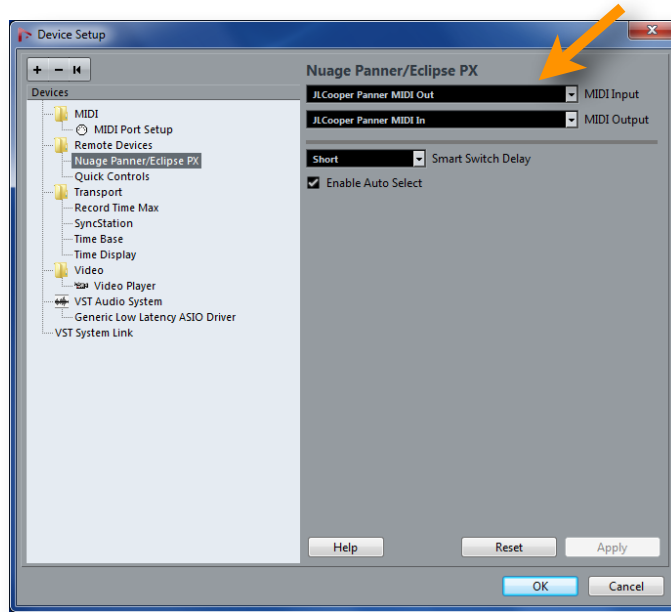 Device Setup
Nuage Panner/Eclipse PX
Devices
JLCooper Panner MIDI Out MIDI Input
JLCooper Panner MIDI In MIDI Output
Short Smart Switch Delay
Enable Auto Select
MIDI
MIDI Port Setup
Remote Devices
Nuage Panner/Eclipse PX
Quick Controls
Transport
Record Time Max
SyncStation
Time Base
Time Display
Video
Video Player
VST Audio System
Generic Low Latency ASIO Driver
VST System Link
Help Reset Apply
OK Cancel